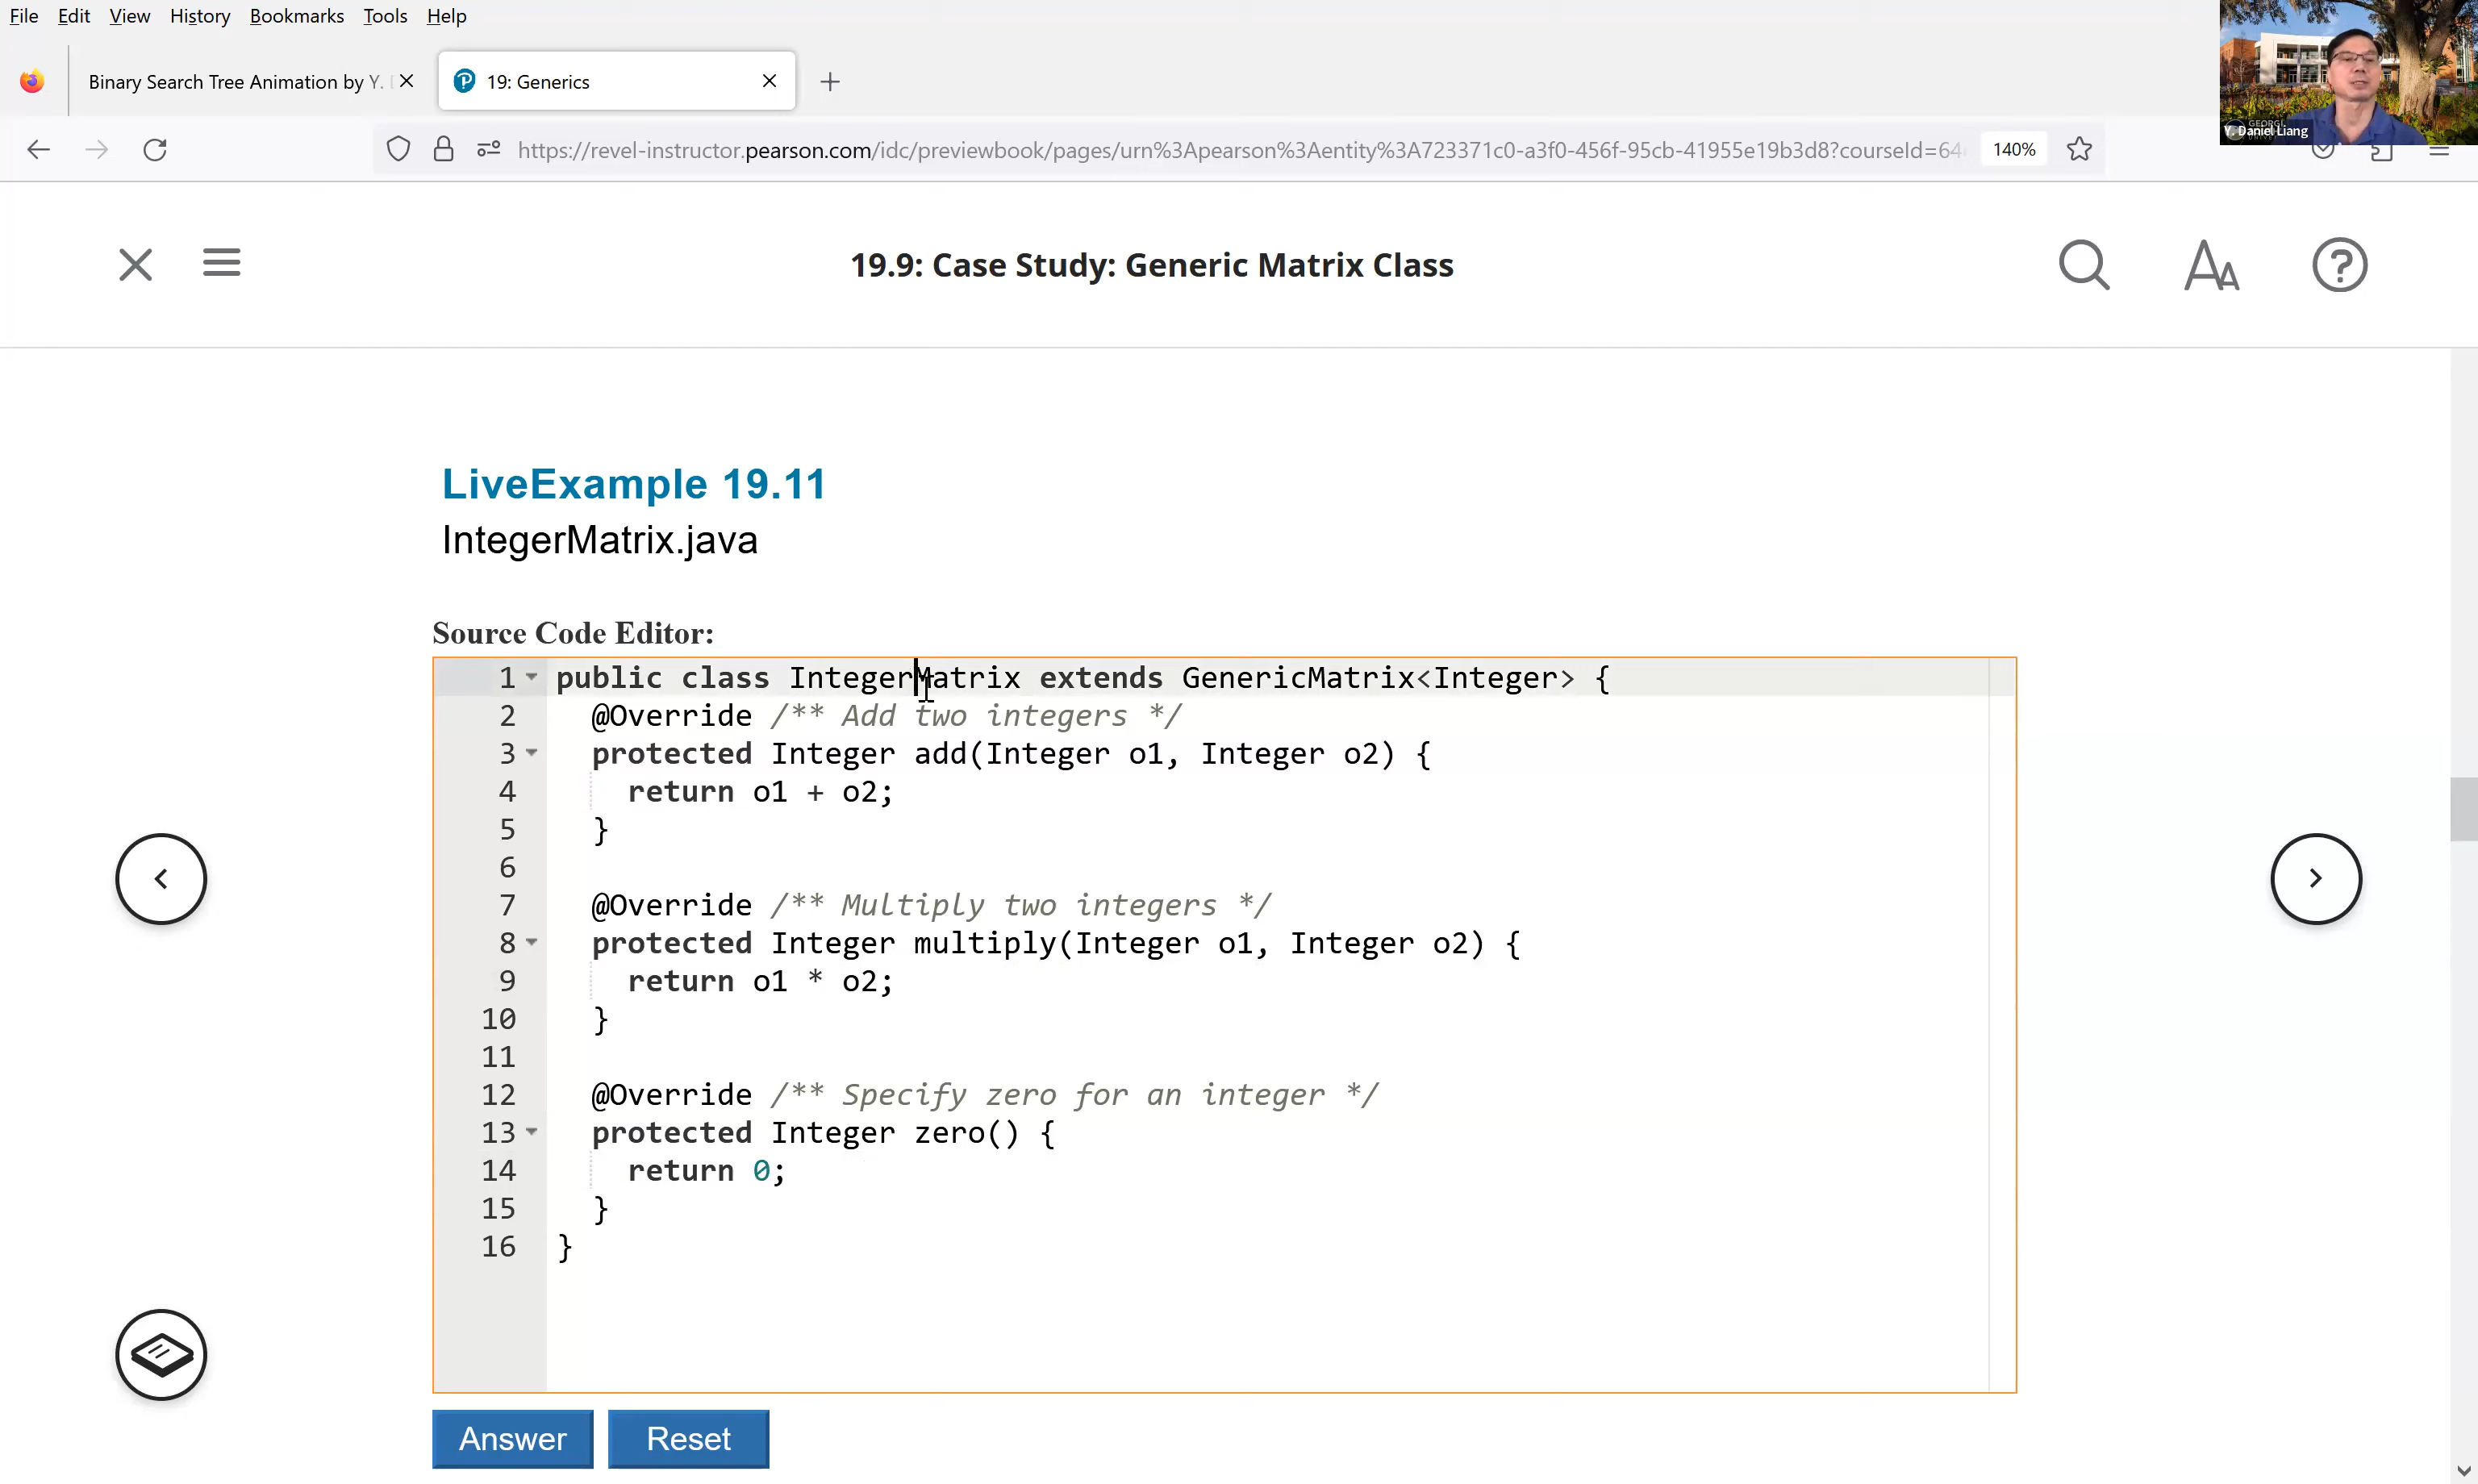 File Edit View History Bookmarks Tools Help
Binary Search Tree Animation by Y.
19: Generics
https://revel-instructor.pearson.com/idc/previewbook/pages/urn%3Apearson%3Aentity%3A723371c0-a3f0-456f-95cb-41955e19b3d8?courseId=64
140%
Y. Daniel Liang
19.9: Case Study: Generic Matrix Class
LiveExample 19.11
IntegerMatrix.java
Source Code Editor:
1 public class IntegerMatrix extends GenericMatrix<Integer> {
2 @Override /** Add two integers */
3 protected Integer add(Integer o1, Integer o2) {
4 return o1 + o2;
5 }
6
7 @Override /** Multiply two integers */
8 protected Integer multiply(Integer o1, Integer o2) {
9 return o1 * o2;
10 }
11
12 @Override /** Specify zero for an integer */
13 protected Integer zero() {
14 return 0;
15 }
16 }
Answer Reset